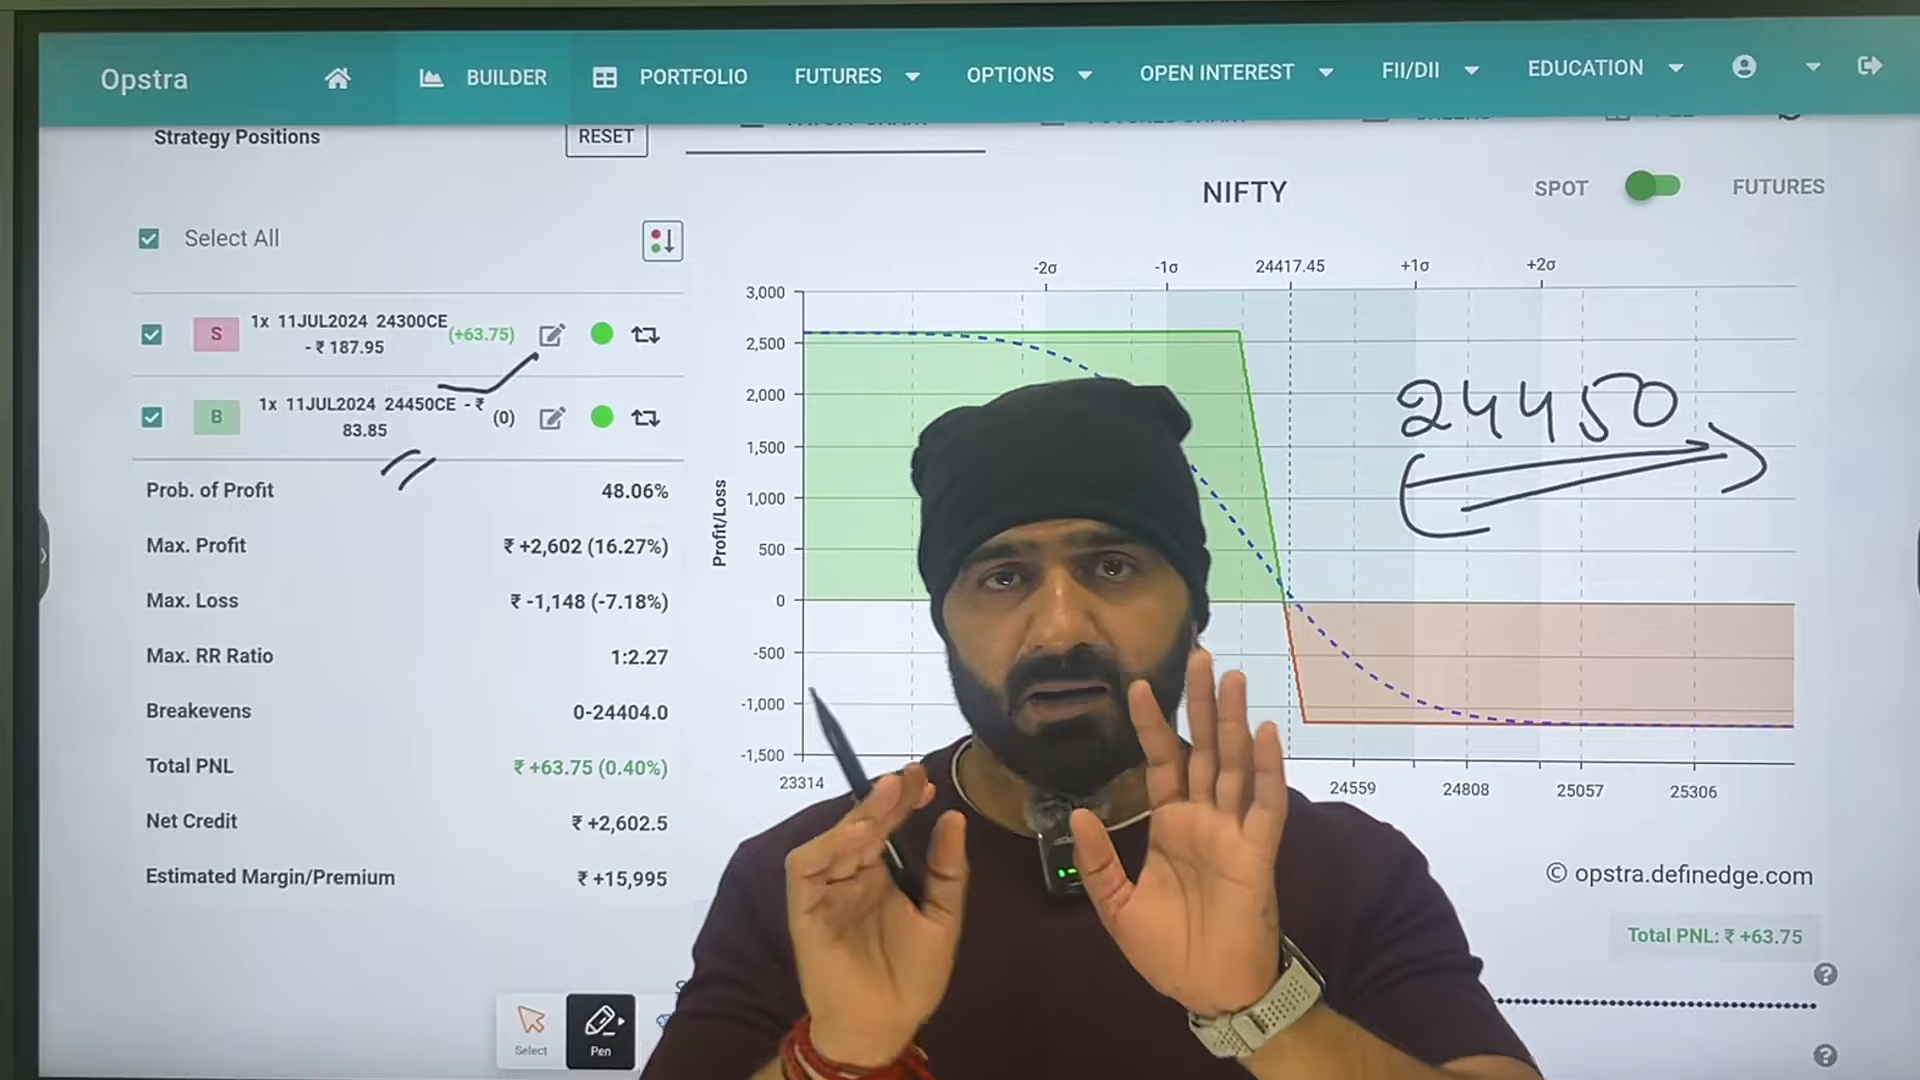 Opstra BUILDER PORTFOLIO FUTURES OPTIONS OPEN INTEREST FII/DII EDUCATION
Strategy Positions RESET
NIFTY SPOT FUTURES
Select All
-2σ -1σ 24417.45 +1σ +2σ
S 1x 11JUL2024 24300CE (+63.75)
- ₹ 187.95
B 1x 11JUL2024 24450CE - ₹ (0)
83.85
Prob. of Profit 48.06%
Max. Profit ₹ +2,602 (16.27%)
Max. Loss ₹ -1,148 (-7.18%)
Max. RR Ratio 1:2.27
Breakevens 0-24404.0
Total PNL ₹ +63.75 (0.40%)
Net Credit ₹ +2,602.5
Estimated Margin/Premium ₹ +15,995
Profit/Loss
3,000
2,500
2,000
1,500
1,000
500
0
-500
-1,000
-1,500
23314 24559 24808 25057 25306
24450
© opstra.definedge.com
Total PNL: ₹ +63.75
Select Pen